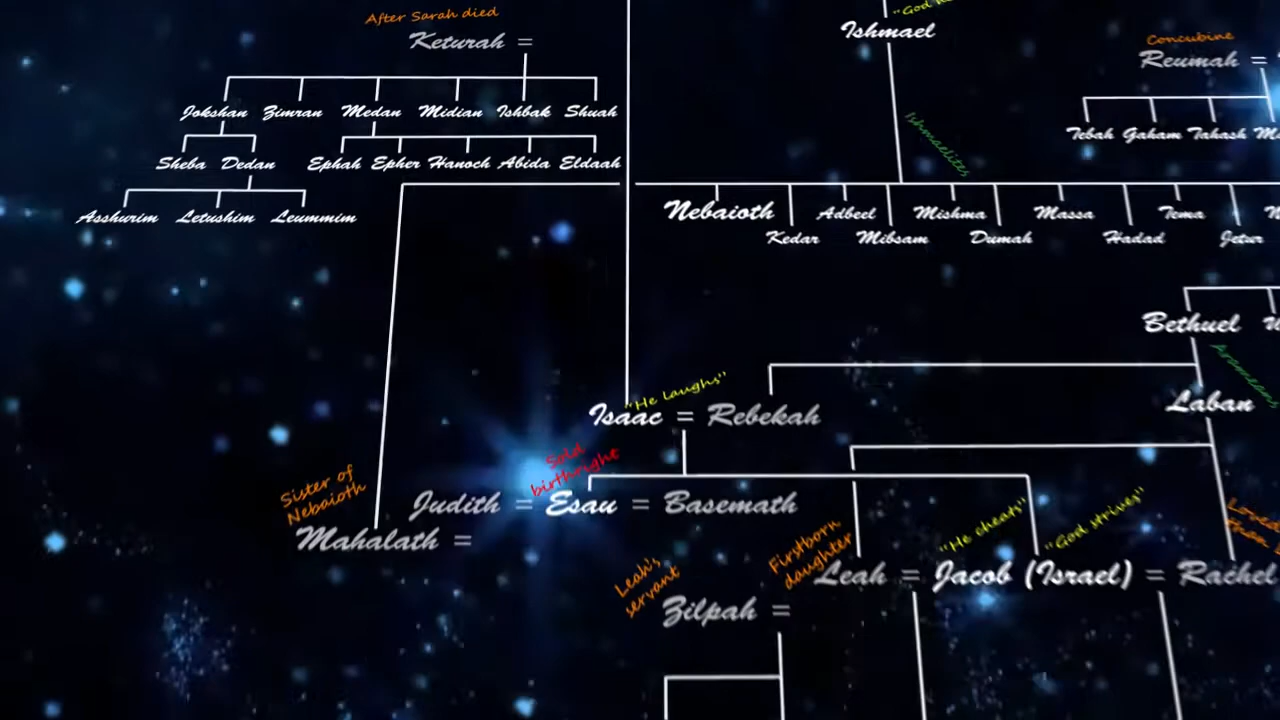 After Sarah died
Keturah =
"God
Ishmael
Concubine
Reumah =
Jokshan Zimran Medan Midian Ishbak Shuah
Tebah Gaham Tahash
Ishmaelites
Sheba Dedan Ephah Epher Hanoch Abida Eldaah
Asshurim Letushim Leummim
Nebaioth Adbeel Mishma Massa Tema
Kedar Mibsam Dumah Hadad Jetur
Bethuel
Arameans
"He laughs"
Isaac = Rebekah
Laban
Sold
birthright
Sister of
Nebaioth
Judith = Esau = Basemath
Mahalath =
"He cheats"
"God strives"
Firstborn
daughter
Leah = Jacob (Israel) = Rachel
Leah's
servant
Zilpah =